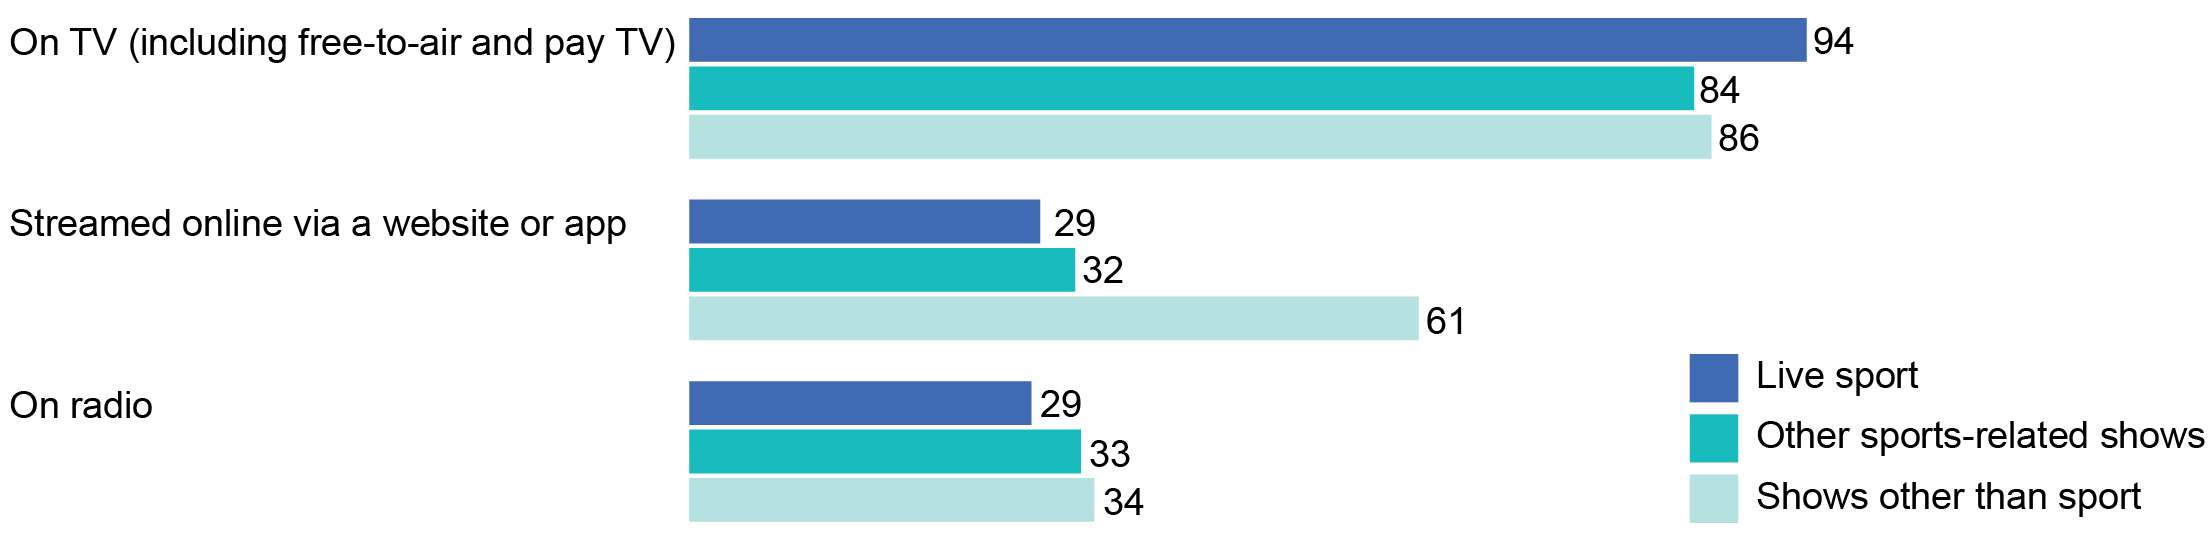 On TV (including free-to-air and pay TV)
94
84
86
Streamed online via a website or app
29
32
61
On radio
29
33
34
Live sport
Other sports-related shows
Shows other than sport